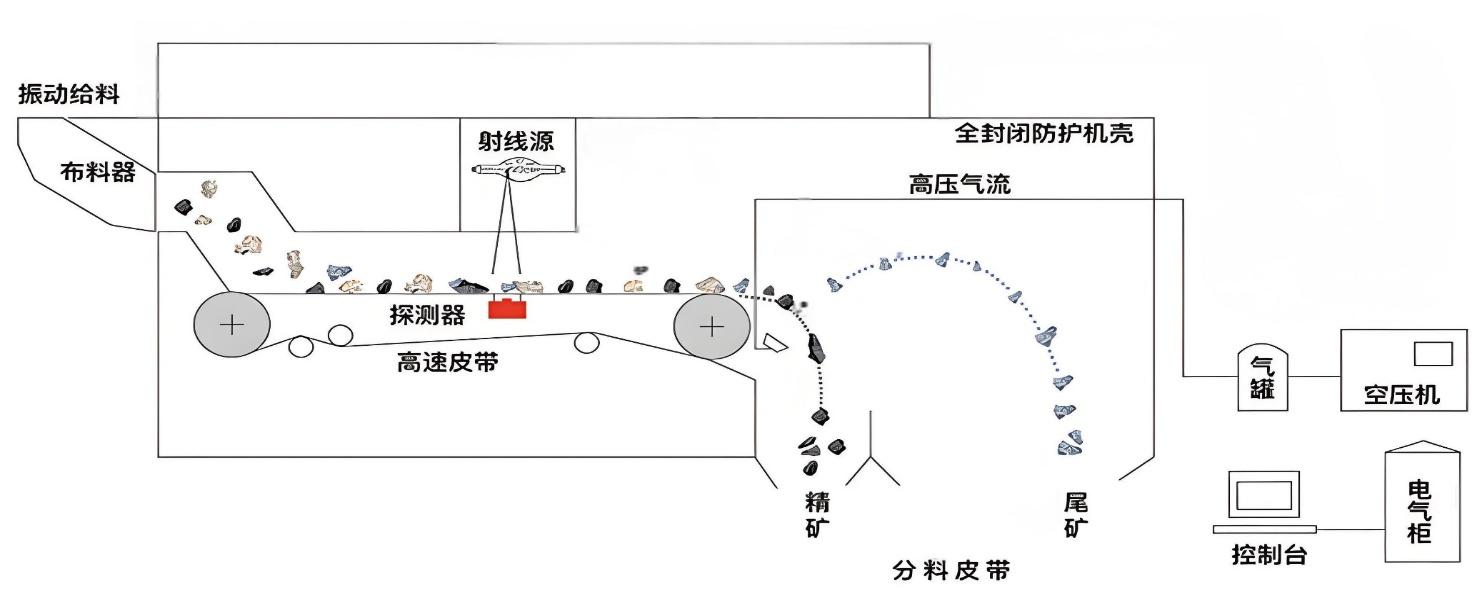 振动给料
布料器
射线源
全封闭防护机壳
高压气流
探测器
高速皮带
气罐
空压机
精矿
尾矿
电气柜
控制台
分料皮带